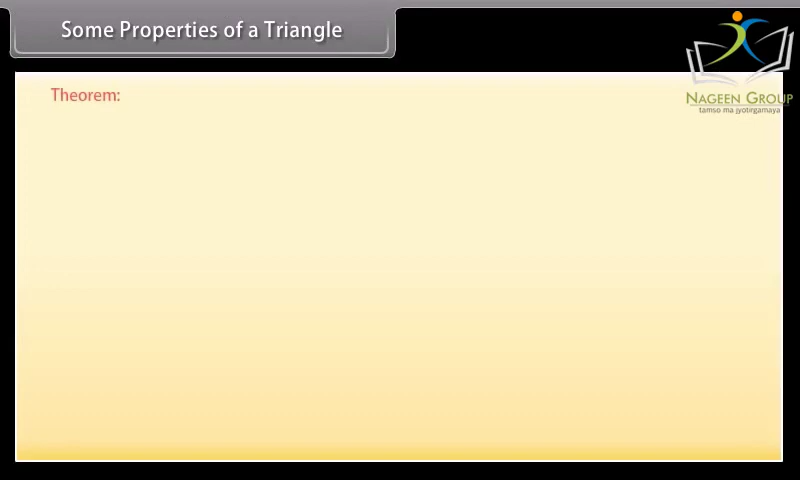 Some Properties of a Triangle
Theorem:
NAGEEN GROUP
tamso ma jyotirgamaya